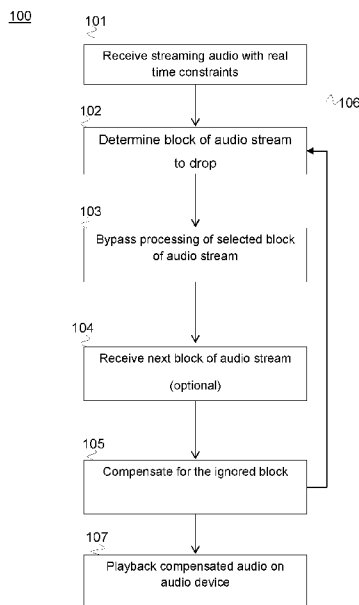 100
101
Receive streaming audio with real
time constraints
106
102
Determine block of audio stream
to drop
103
Bypass processing of selected block
of audio stream
104
Receive next block of audio stream
(optional)
105
Compensate for the ignored block
107
Playback compensated audio on
audio device